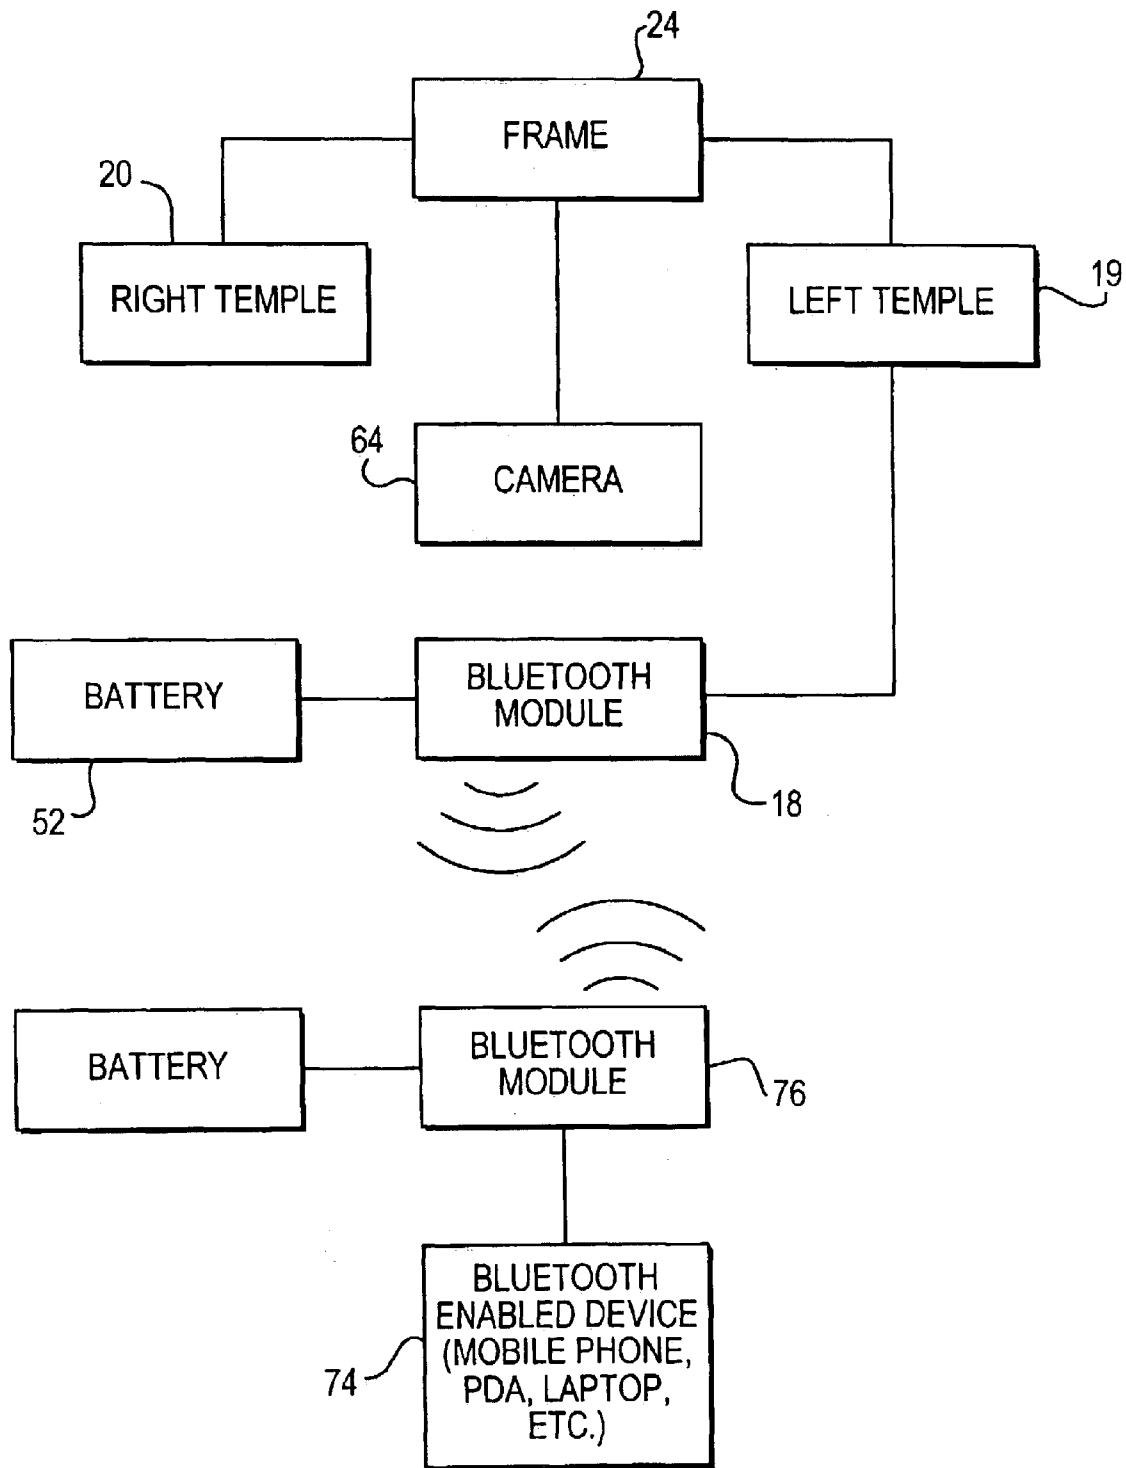 24
FRAME
20
RIGHT TEMPLE
19
LEFT TEMPLE
64
CAMERA
BATTERY
52
BLUETOOTH
MODULE
18
BATTERY
BLUETOOTH
MODULE
76
BLUETOOTH
ENABLED DEVICE
(MOBILE PHONE,
PDA, LAPTOP,
ETC.)
74